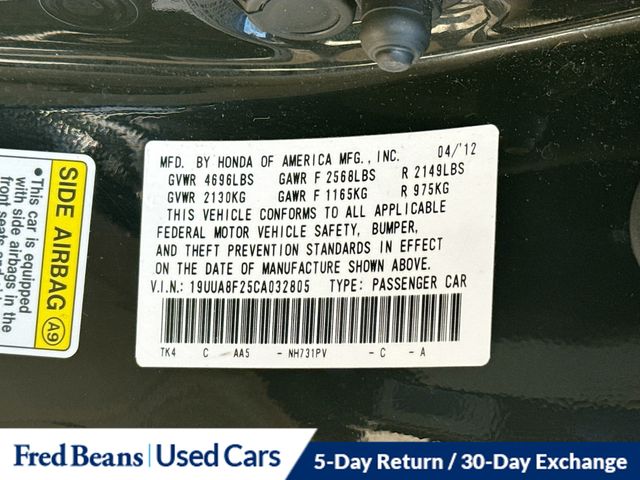 MFD. BY HONDA OF AMERICA MFG., INC. 04/'12
GVWR 4696LBS GAWR F 2568LBS R 2149LBS
GVWR 2130KG GAWR F 1165KG R 975KG
THIS VEHICLE CONFORMS TO ALL APPLICABLE
FEDERAL MOTOR VEHICLE SAFETY, BUMPER,
AND THEFT PREVENTION STANDARDS IN EFFECT
ON THE DATE OF MANUFACTURE SHOWN ABOVE.
V.I.N.: 19UUA8F25CA032805 TYPE: PASSENGER CAR
TK4 C AA5 - NH731PV - C - A
SIDE AIRBAG A9
•This car is equipped
with side airbags in the
front seats and
Fred Beans | Used Cars
5-Day Return / 30-Day Exchange